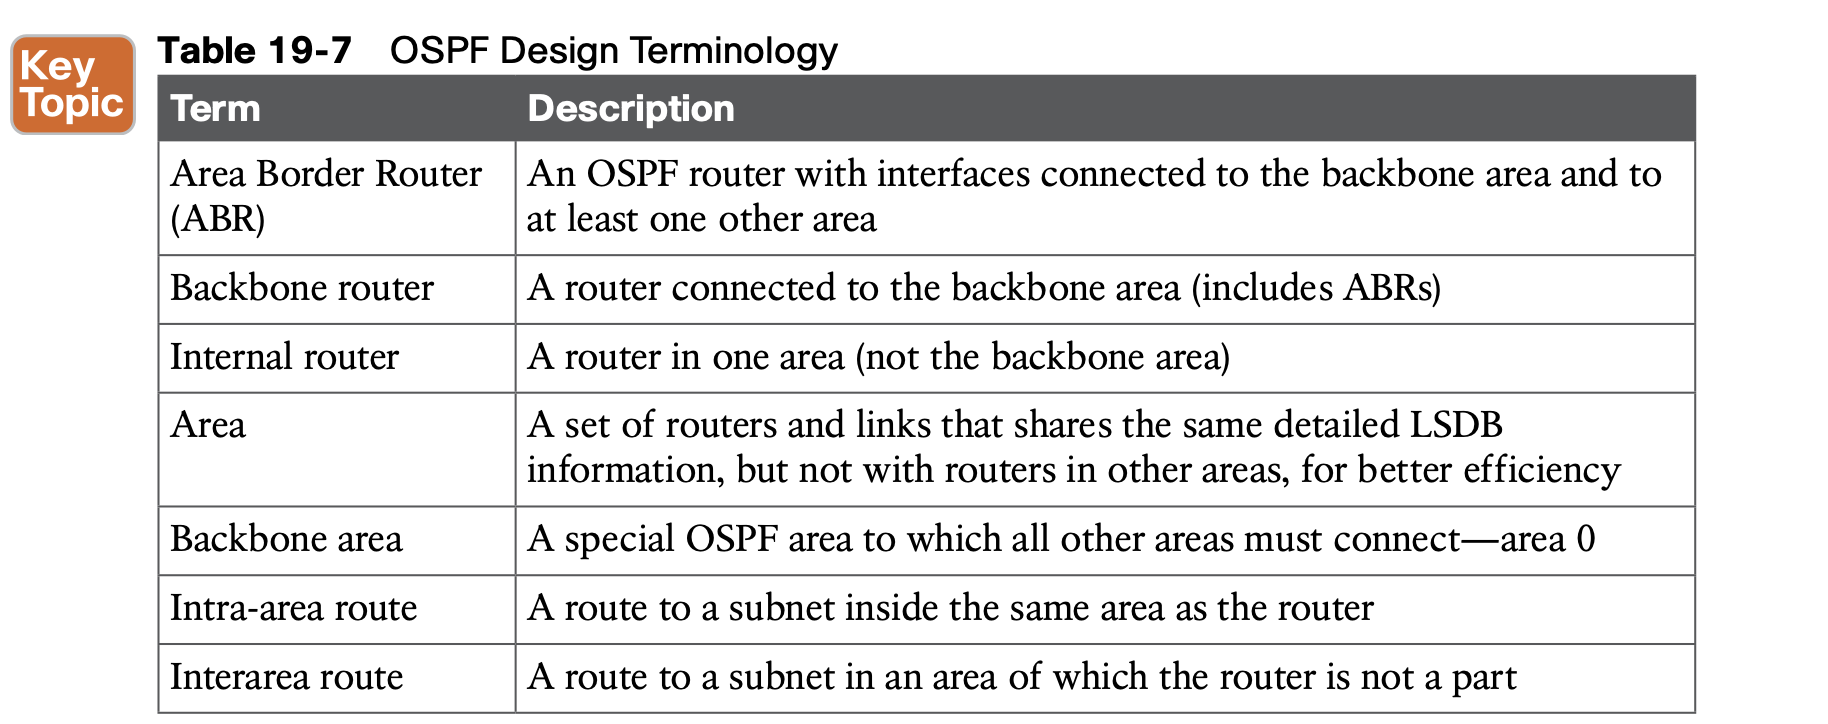 Key
Topic
Table 19-7 OSPF Design Terminology
Term Description
Area Border Router
(ABR)
An OSPF router with interfaces connected to the backbone area and to
at least one other area
Backbone router A router connected to the backbone area (includes ABRs)
Internal router A router in one area (not the backbone area)
Area A set of routers and links that shares the same detailed LSDB
information, but not with routers in other areas, for better efficiency
Backbone area A special OSPF area to which all other areas must connect—area 0
Intra-area route A route to a subnet inside the same area as the router
Interarea route A route to a subnet in an area of which the router is not a part